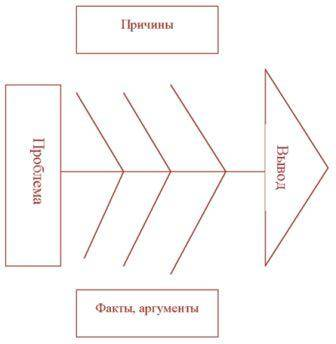 Причины
Проблема
Вывод
Факты, аргументы